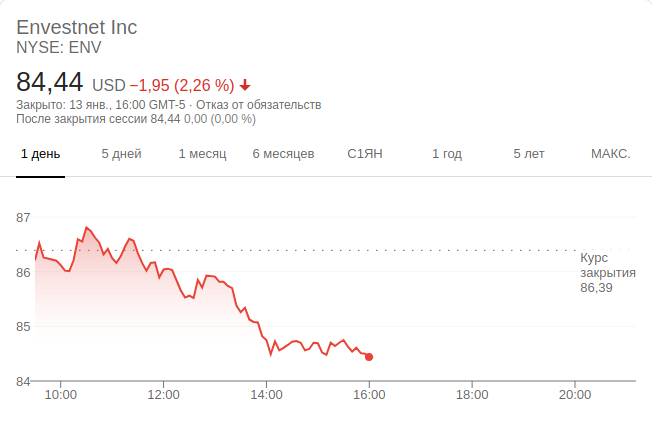 Envestnet Inc
NYSE: ENV
84,44 USD −1,95 (2,26 %)
Закрыто: 13 янв., 16:00 GMT-5 · Отказ от обязательств
После закрытия сессии 84,44 0,00 (0,00 %)
1 день 5 дней 1 месяц 6 месяцев С1ЯН 1 год 5 лет МАКС.
87
86
85
84
Курс
закрытия
86,39
10:00 12:00 14:00 16:00 18:00 20:00